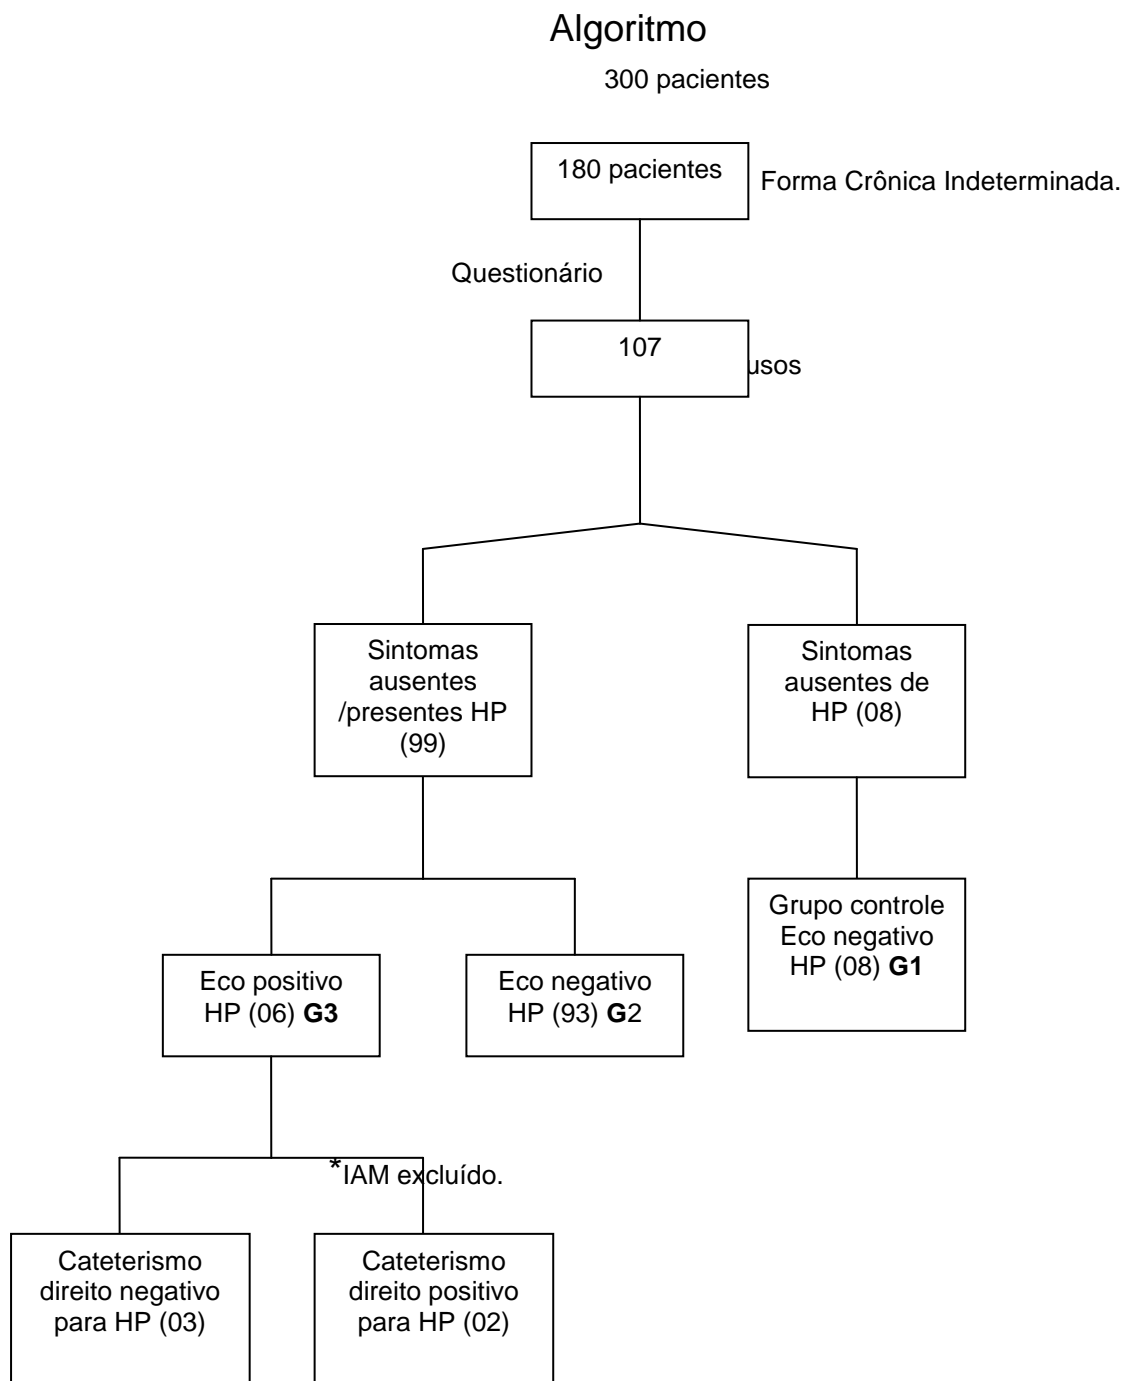 Algoritmo
300 pacientes
180 pacientes
Forma Crônica Indeterminada.
Questionário
107
usos
Sintomas
ausentes
/presentes HP
(99)
Sintomas
ausentes de
HP (08)
Grupo controle
Eco negativo
HP (08) G1
Eco positivo
HP (06) G3
Eco negativo
HP (93) G2
*IAM excluído.
Cateterismo
direito negativo
para HP (03)
Cateterismo
direito positivo
para HP (02)